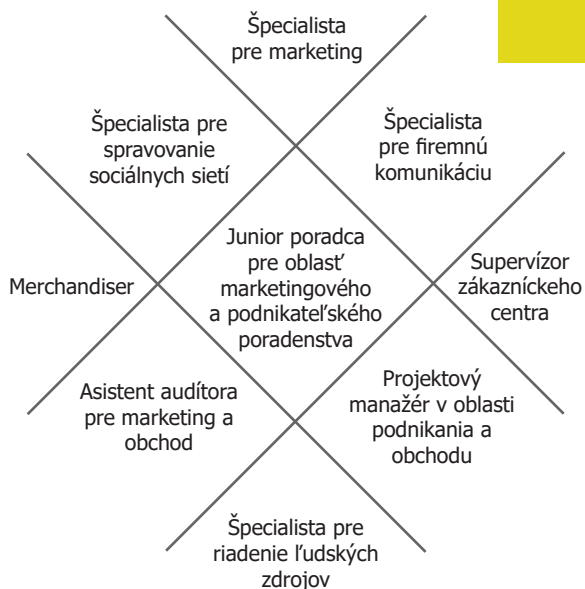 Špecialista
pre marketing
Špecialista pre
spravovanie
sociálnych sietí
Špecialista
pre firemnú
komunikáciu
Merchandiser
Junior poradca
pre oblasť
marketingového
a podnikateľského
poradenstva
Supervízor
zákazníckeho
centra
Asistent audítora
pre marketing a
obchod
Projektový
manažér v oblasti
podnikania a
obchodu
Špecialista pre
riadenie ľudských
zdrojov